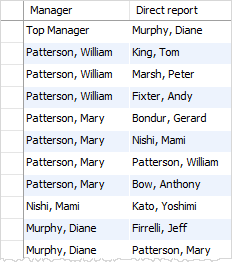 Manager Direct report
Top Manager Murphy, Diane
Patterson, William King, Tom
Patterson, William Marsh, Peter
Patterson, William Fixter, Andy
Patterson, Mary Bondur, Gerard
Patterson, Mary Nishi, Mami
Patterson, Mary Patterson, William
Patterson, Mary Bow, Anthony
Nishi, Mami Kato, Yoshimi
Murphy, Diane Firrelli, Jeff
Murphy, Diane Patterson, Mary